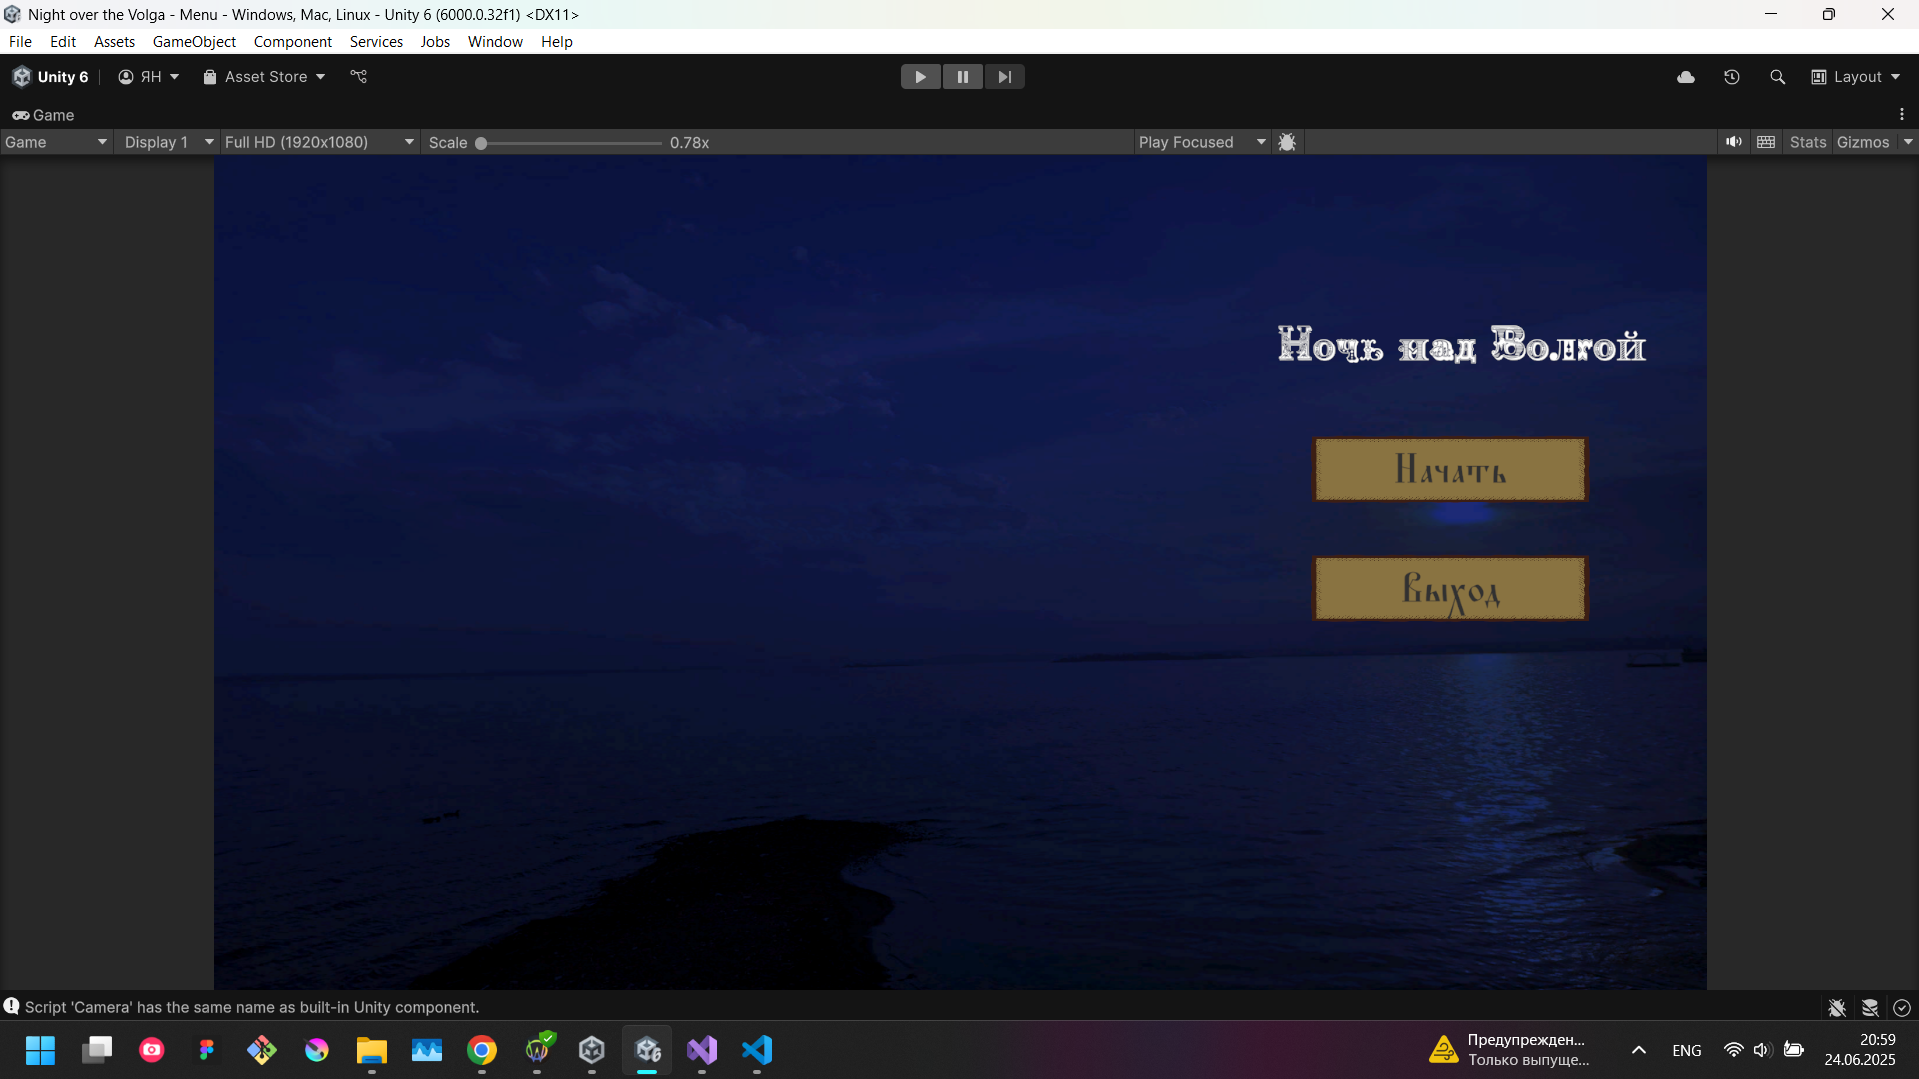 Night over the Volga - Menu - Windows, Mac, Linux - Unity 6 (6000.0.32f1) <DX11>
File Edit Assets GameObject Component Services Jobs Window Help
Unity 6 ЯН Asset Store Layout
Game
Game Display 1 Full HD (1920x1080) Scale 0.78x Play Focused Stats Gizmos
Ночь над Волгой
Начать
Выход
Script 'Camera' has the same name as built-in Unity component.
Предупрежден...
Только выпуще...
ENG
20:59
24.06.2025